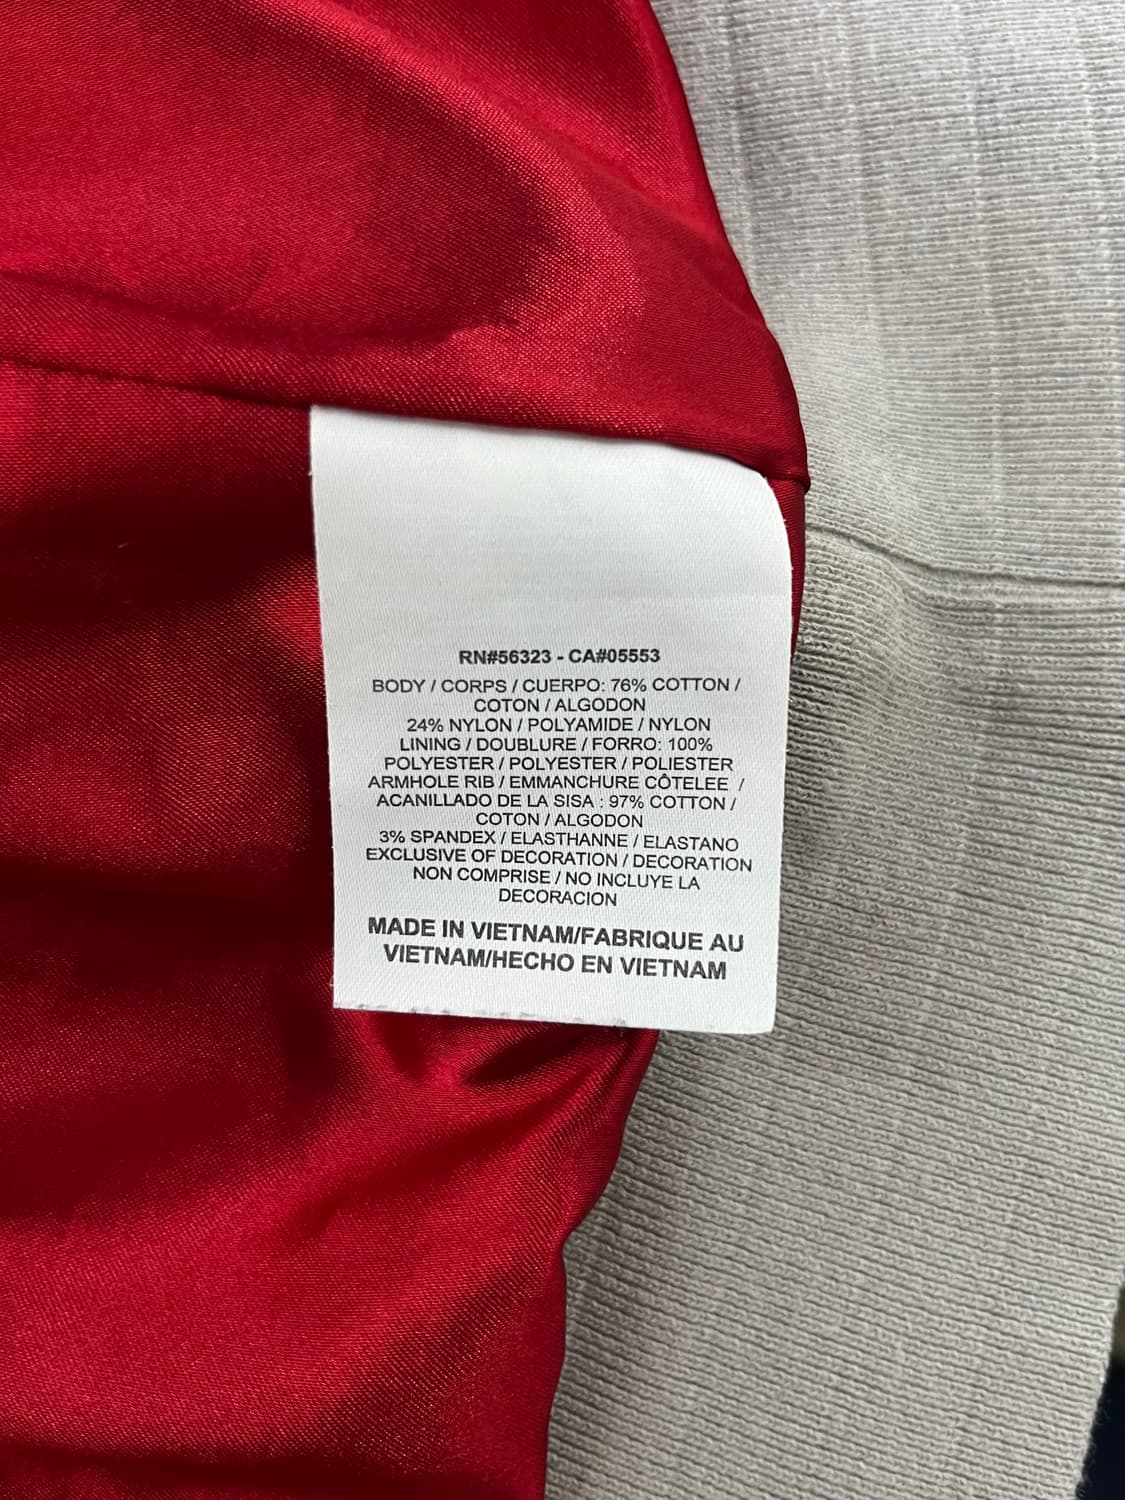 RN#56323 - CA#05553
BODY / CORPS / CUERPO: 76% COTTON /
COTON / ALGODON
24% NYLON / POLYAMIDE / NYLON
LINING / DOUBLURE / FORRO: 100%
POLYESTER / POLYESTER / POLIESTER
ARMHOLE RIB / EMMANCHURE CÔTELEE /
ACANILLADO DE LA SISA : 97% COTTON /
COTON / ALGODON
3% SPANDEX / ELASTHANNE / ELASTANO
EXCLUSIVE OF DECORATION / DECORATION
NON COMPRISE / NO INCLUYE LA
DECORACION
MADE IN VIETNAM/FABRIQUE AU
VIETNAM/HECHO EN VIETNAM